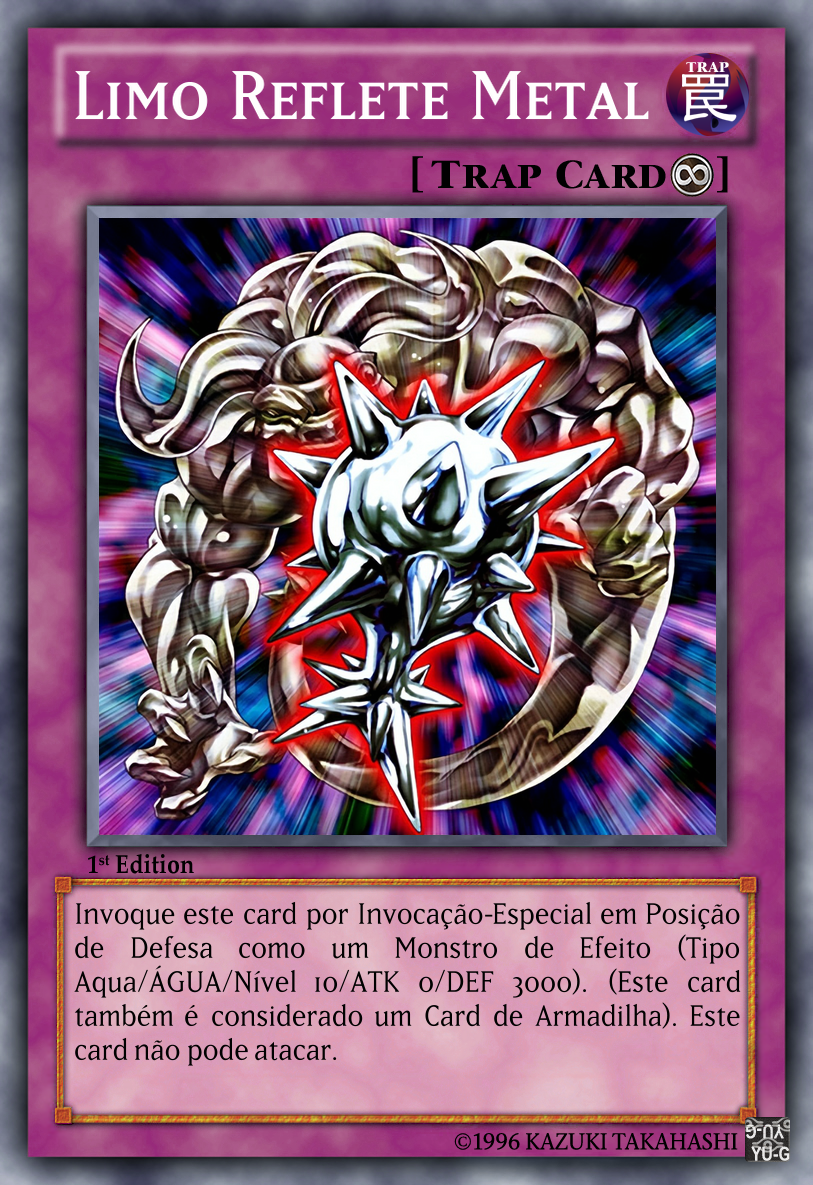 Limo Reflete Metal
TRAP
罠
[Trap Card∞]
1st Edition
Invoque este card por Invocação-Especial em Posição
de Defesa como um Monstro de Efeito (Tipo
Aqua/ÁGUA/Nível 10/ATK 0/DEF 3000). (Este card
também é considerado um Card de Armadilha). Este
card não pode atacar.
©1996 KAZUKI TAKAHASHI
YU-G
YU-G